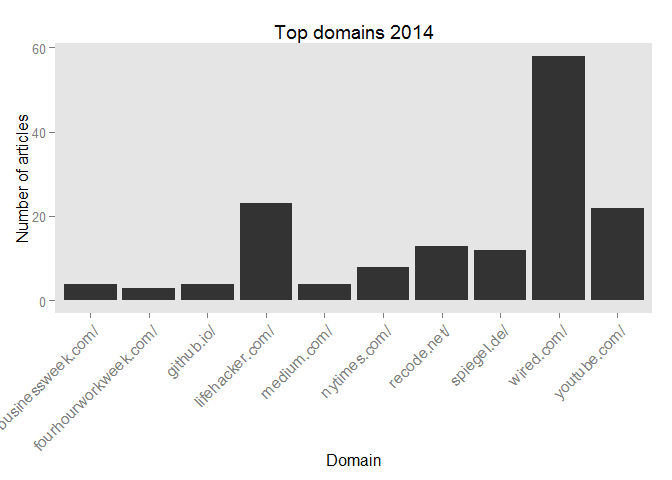 Top domains 2014
Number of articles
60
40
20
0
businessweek.com/
fourhourworkweek.com/
github.io/
lifehacker.com/
medium.com/
nytimes.com/
recode.net/
spiegel.de/
wired.com/
youtube.com/
Domain